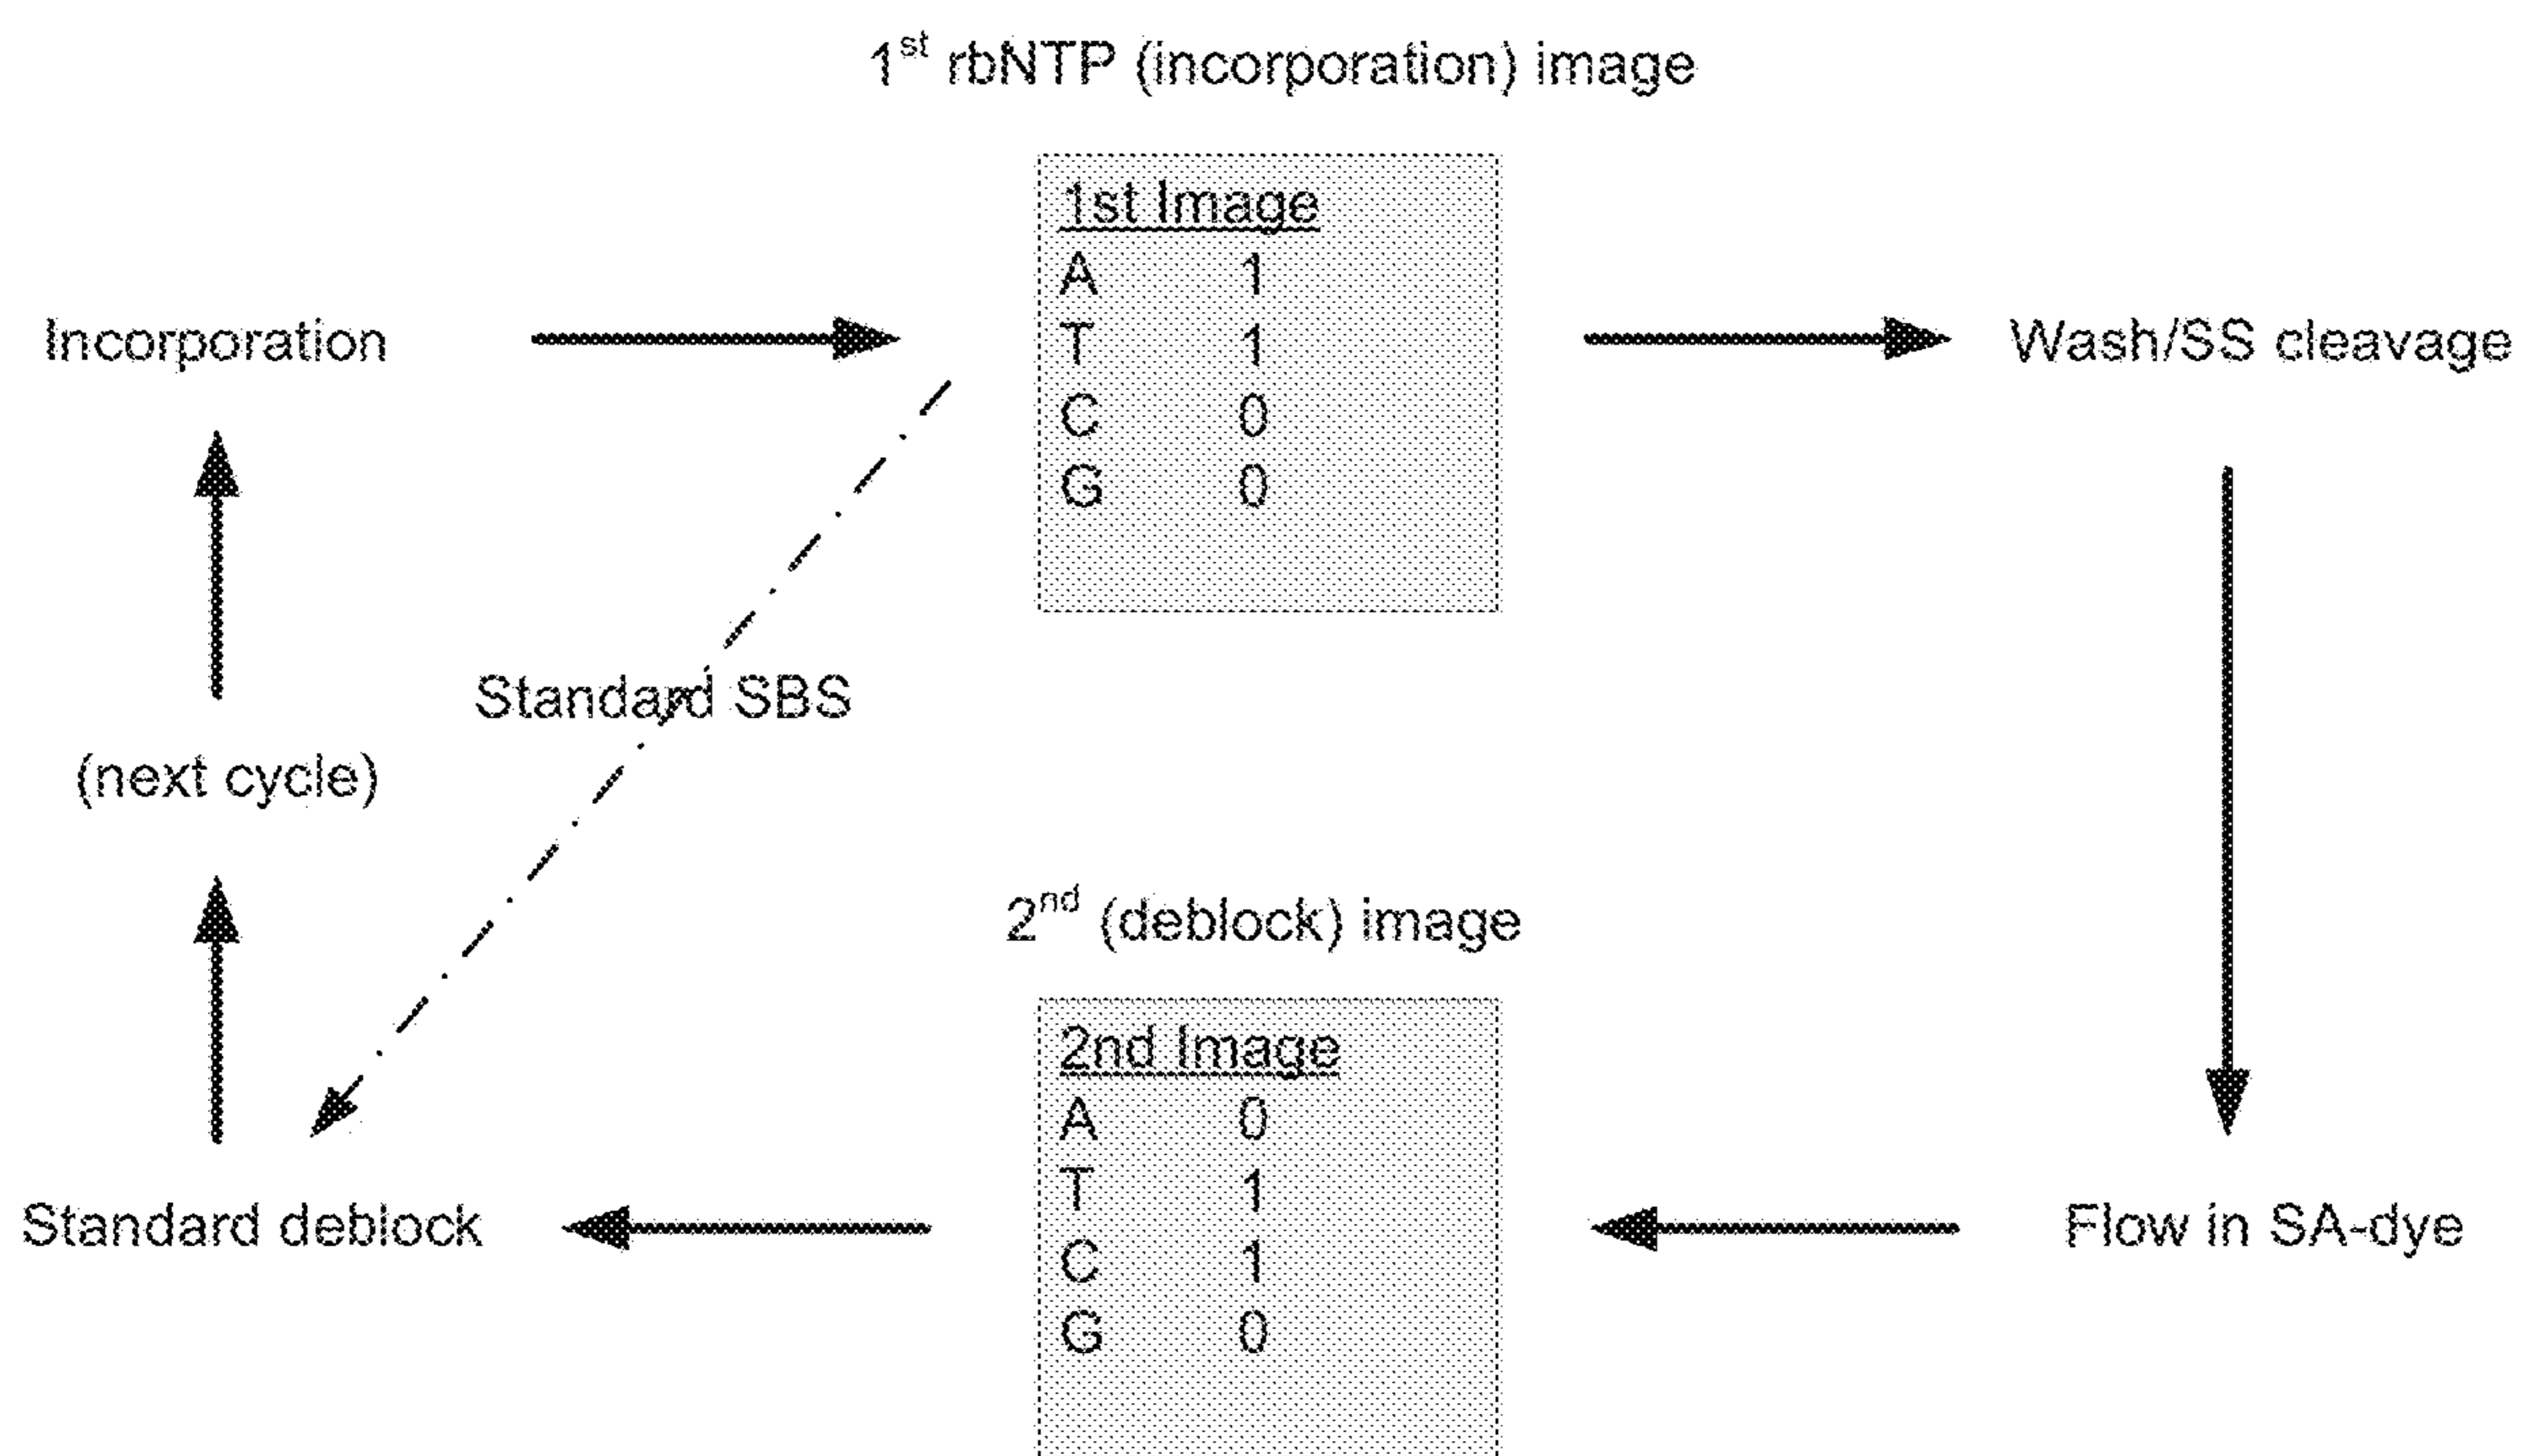 1st rbNTP (incorporation) image
1st Image
A 1
T 1
C 0
G 0
Incorporation
Wash/SS cleavage
Standard SBS
(next cycle)
2nd (deblock) image
2nd Image
A 0
T 1
C 1
G 0
Standard deblock
Flow in SA-dye